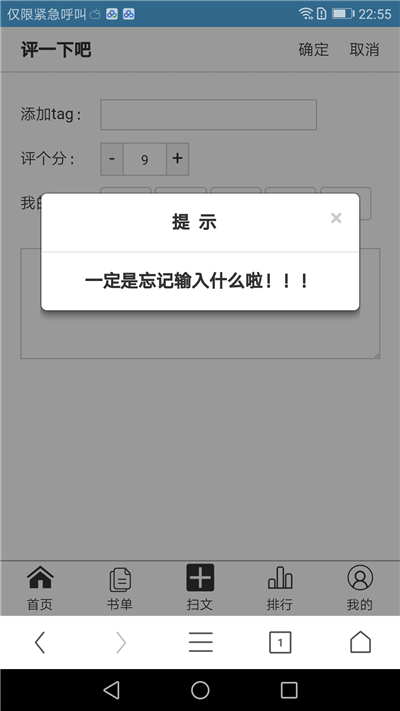 仅限紧急呼叫 22:55
评一下吧 确定 取消
添加tag：
评个分： - 9 +
我的
提 示 ×
一定是忘记输入什么啦！！！
首页 书单 扫文 排行 我的
1